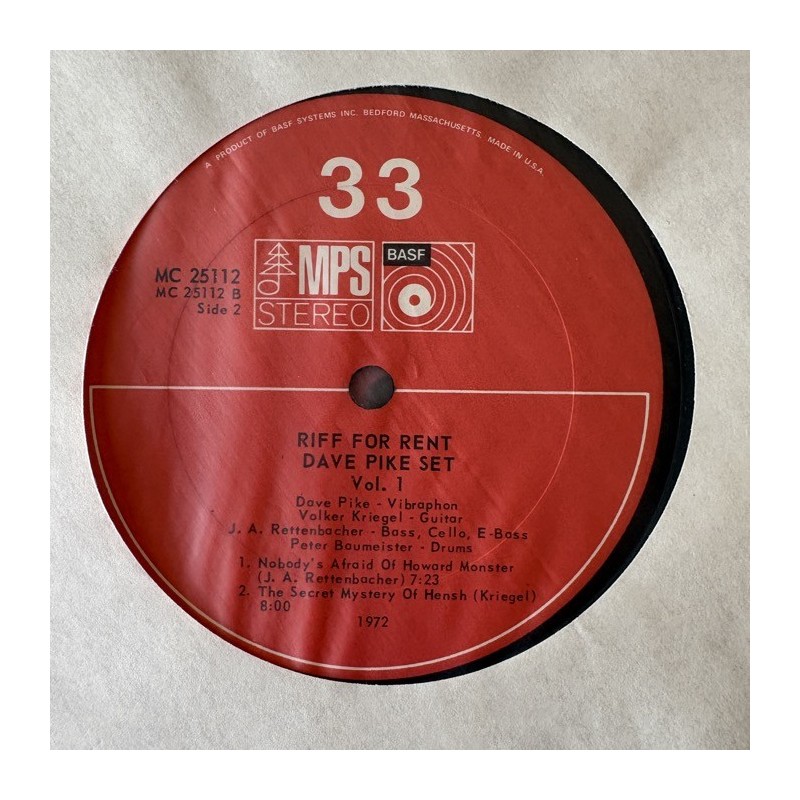 A PRODUCT OF BASF SYSTEMS INC. BEDFORD MASSACHUSETTS. MADE IN U.S.A.
33
MPS
STEREO
BASF
MC 25112
MC 25112 B
Side 2
RIFF FOR RENT
DAVE PIKE SET
Vol. 1
Dave Pike - Vibraphon
Volker Kriegel - Guitar
J. A. Rettenbacher - Bass, Cello, E-Bass
Peter Baumeister - Drums
1. Nobody's Afraid Of Howard Monster
(J. A. Rettenbacher) 7:23
2. The Secret Mystery Of Hensh (Kriegel)
8:00
1972